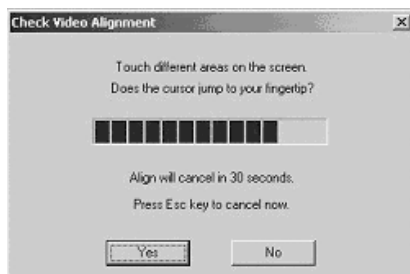 Check Video Alignment
Touch different areas on the screen.
Does the cursor jump to your fingertip?
Align will cancel in 30 seconds.
Press Esc key to cancel now.
Yes
No